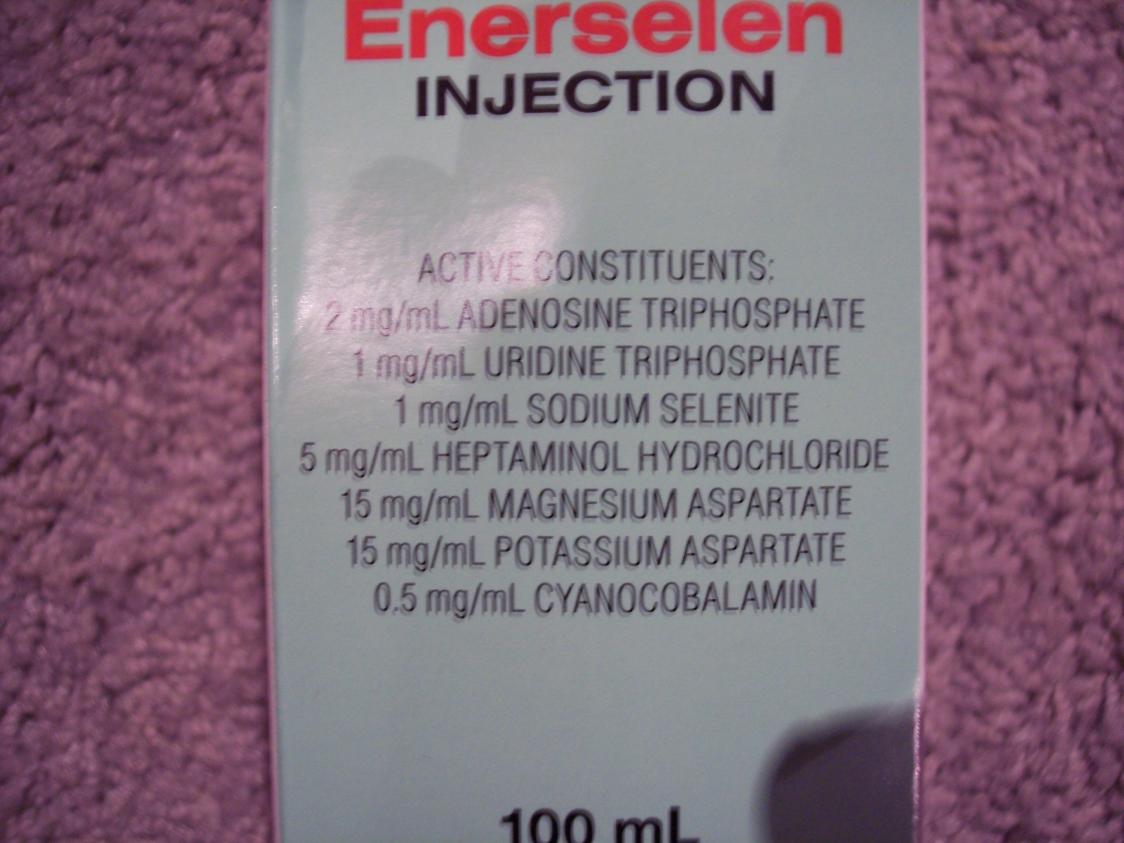 Enerselen
INJECTION
ACTIVE CONSTITUENTS:
2 mg/mL ADENOSINE TRIPHOSPHATE
1 mg/mL URIDINE TRIPHOSPHATE
1 mg/mL SODIUM SELENITE
5 mg/mL HEPTAMINOL HYDROCHLORIDE
15 mg/mL MAGNESIUM ASPARTATE
15 mg/mL POTASSIUM ASPARTATE
0.5 mg/mL CYANOCOBALAMIN
100 mL